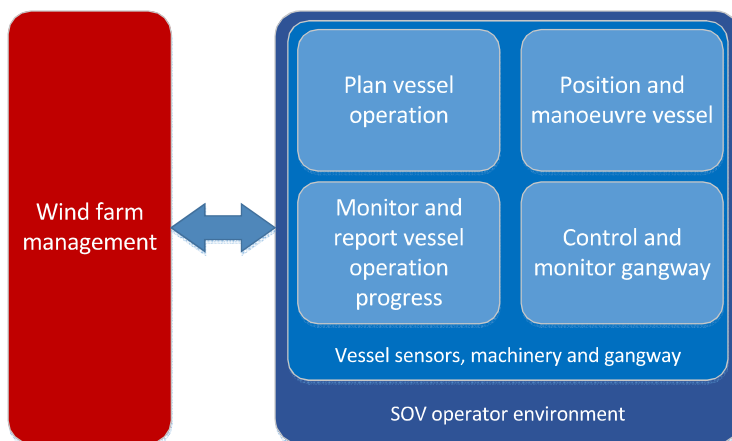 Wind farm
management
Plan vessel
operation
Position and
manoeuvre vessel
Monitor and
report vessel
operation
progress
Control and
monitor gangway
Vessel sensors, machinery and gangway
SOV operator environment